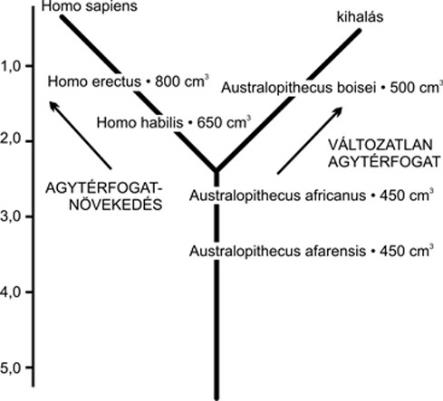 Homo sapiens
kihalás
1,0
Homo erectus • 800 cm³
Australopithecus boisei • 500 cm³
Homo habilis • 650 cm³
2,0
VÁLTOZATLAN
AGYTÉRFOGAT
AGYTÉRFOGAT-
NÖVEKEDÉS
Australopithecus africanus • 450 cm³
3,0
Australopithecus afarensis • 450 cm³
4,0
5,0